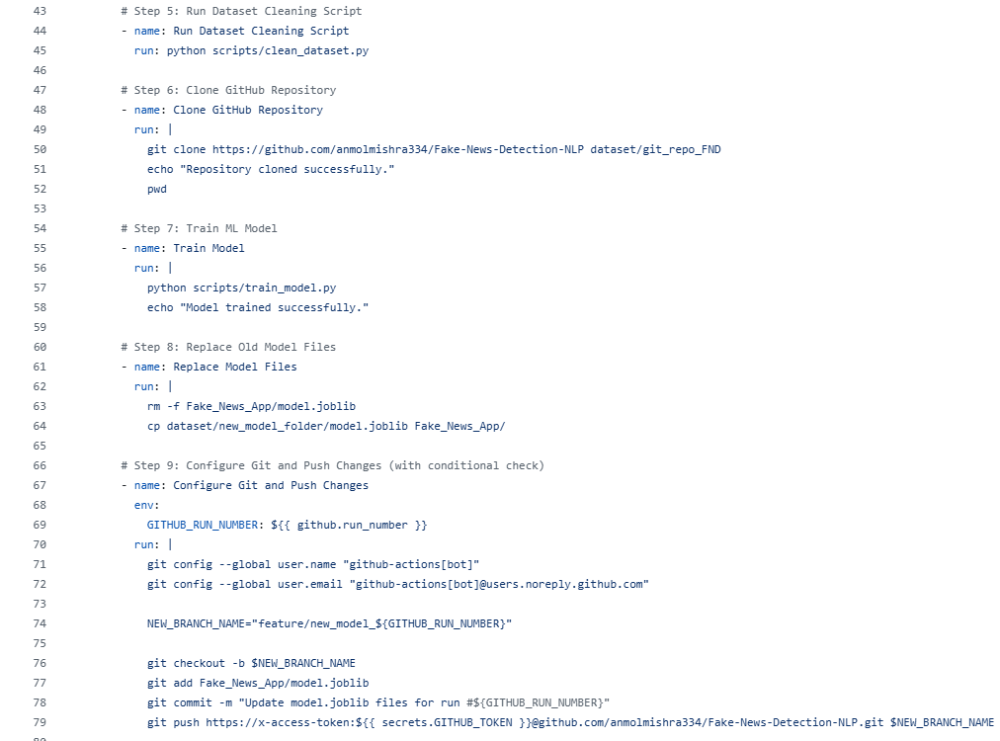 43 # Step 5: Run Dataset Cleaning Script
44 - name: Run Dataset Cleaning Script
45 run: python scripts/clean_dataset.py
46
47 # Step 6: Clone GitHub Repository
48 - name: Clone GitHub Repository
49 run: |
50 git clone https://github.com/anmolmishra334/Fake-News-Detection-NLP dataset/git_repo_FND
51 echo "Repository cloned successfully."
52 pwd
53
54 # Step 7: Train ML Model
55 - name: Train Model
56 run: |
57 python scripts/train_model.py
58 echo "Model trained successfully."
59
60 # Step 8: Replace Old Model Files
61 - name: Replace Model Files
62 run: |
63 rm -f Fake_News_App/model.joblib
64 cp dataset/new_model_folder/model.joblib Fake_News_App/
65
66 # Step 9: Configure Git and Push Changes (with conditional check)
67 - name: Configure Git and Push Changes
68 env:
69 GITHUB_RUN_NUMBER: ${{ github.run_number }}
70 run: |
71 git config --global user.name "github-actions[bot]"
72 git config --global user.email "github-actions[bot]@users.noreply.github.com"
73
74 NEW_BRANCH_NAME="feature/new_model_${GITHUB_RUN_NUMBER}"
75
76 git checkout -b $NEW_BRANCH_NAME
77 git add Fake_News_App/model.joblib
78 git commit -m "Update model.joblib files for run #${GITHUB_RUN_NUMBER}"
79 git push https://x-access-token:${{ secrets.GITHUB_TOKEN }}@github.com/anmolmishra334/Fake-News-Detection-NLP.git $NEW_BRANCH_NAME